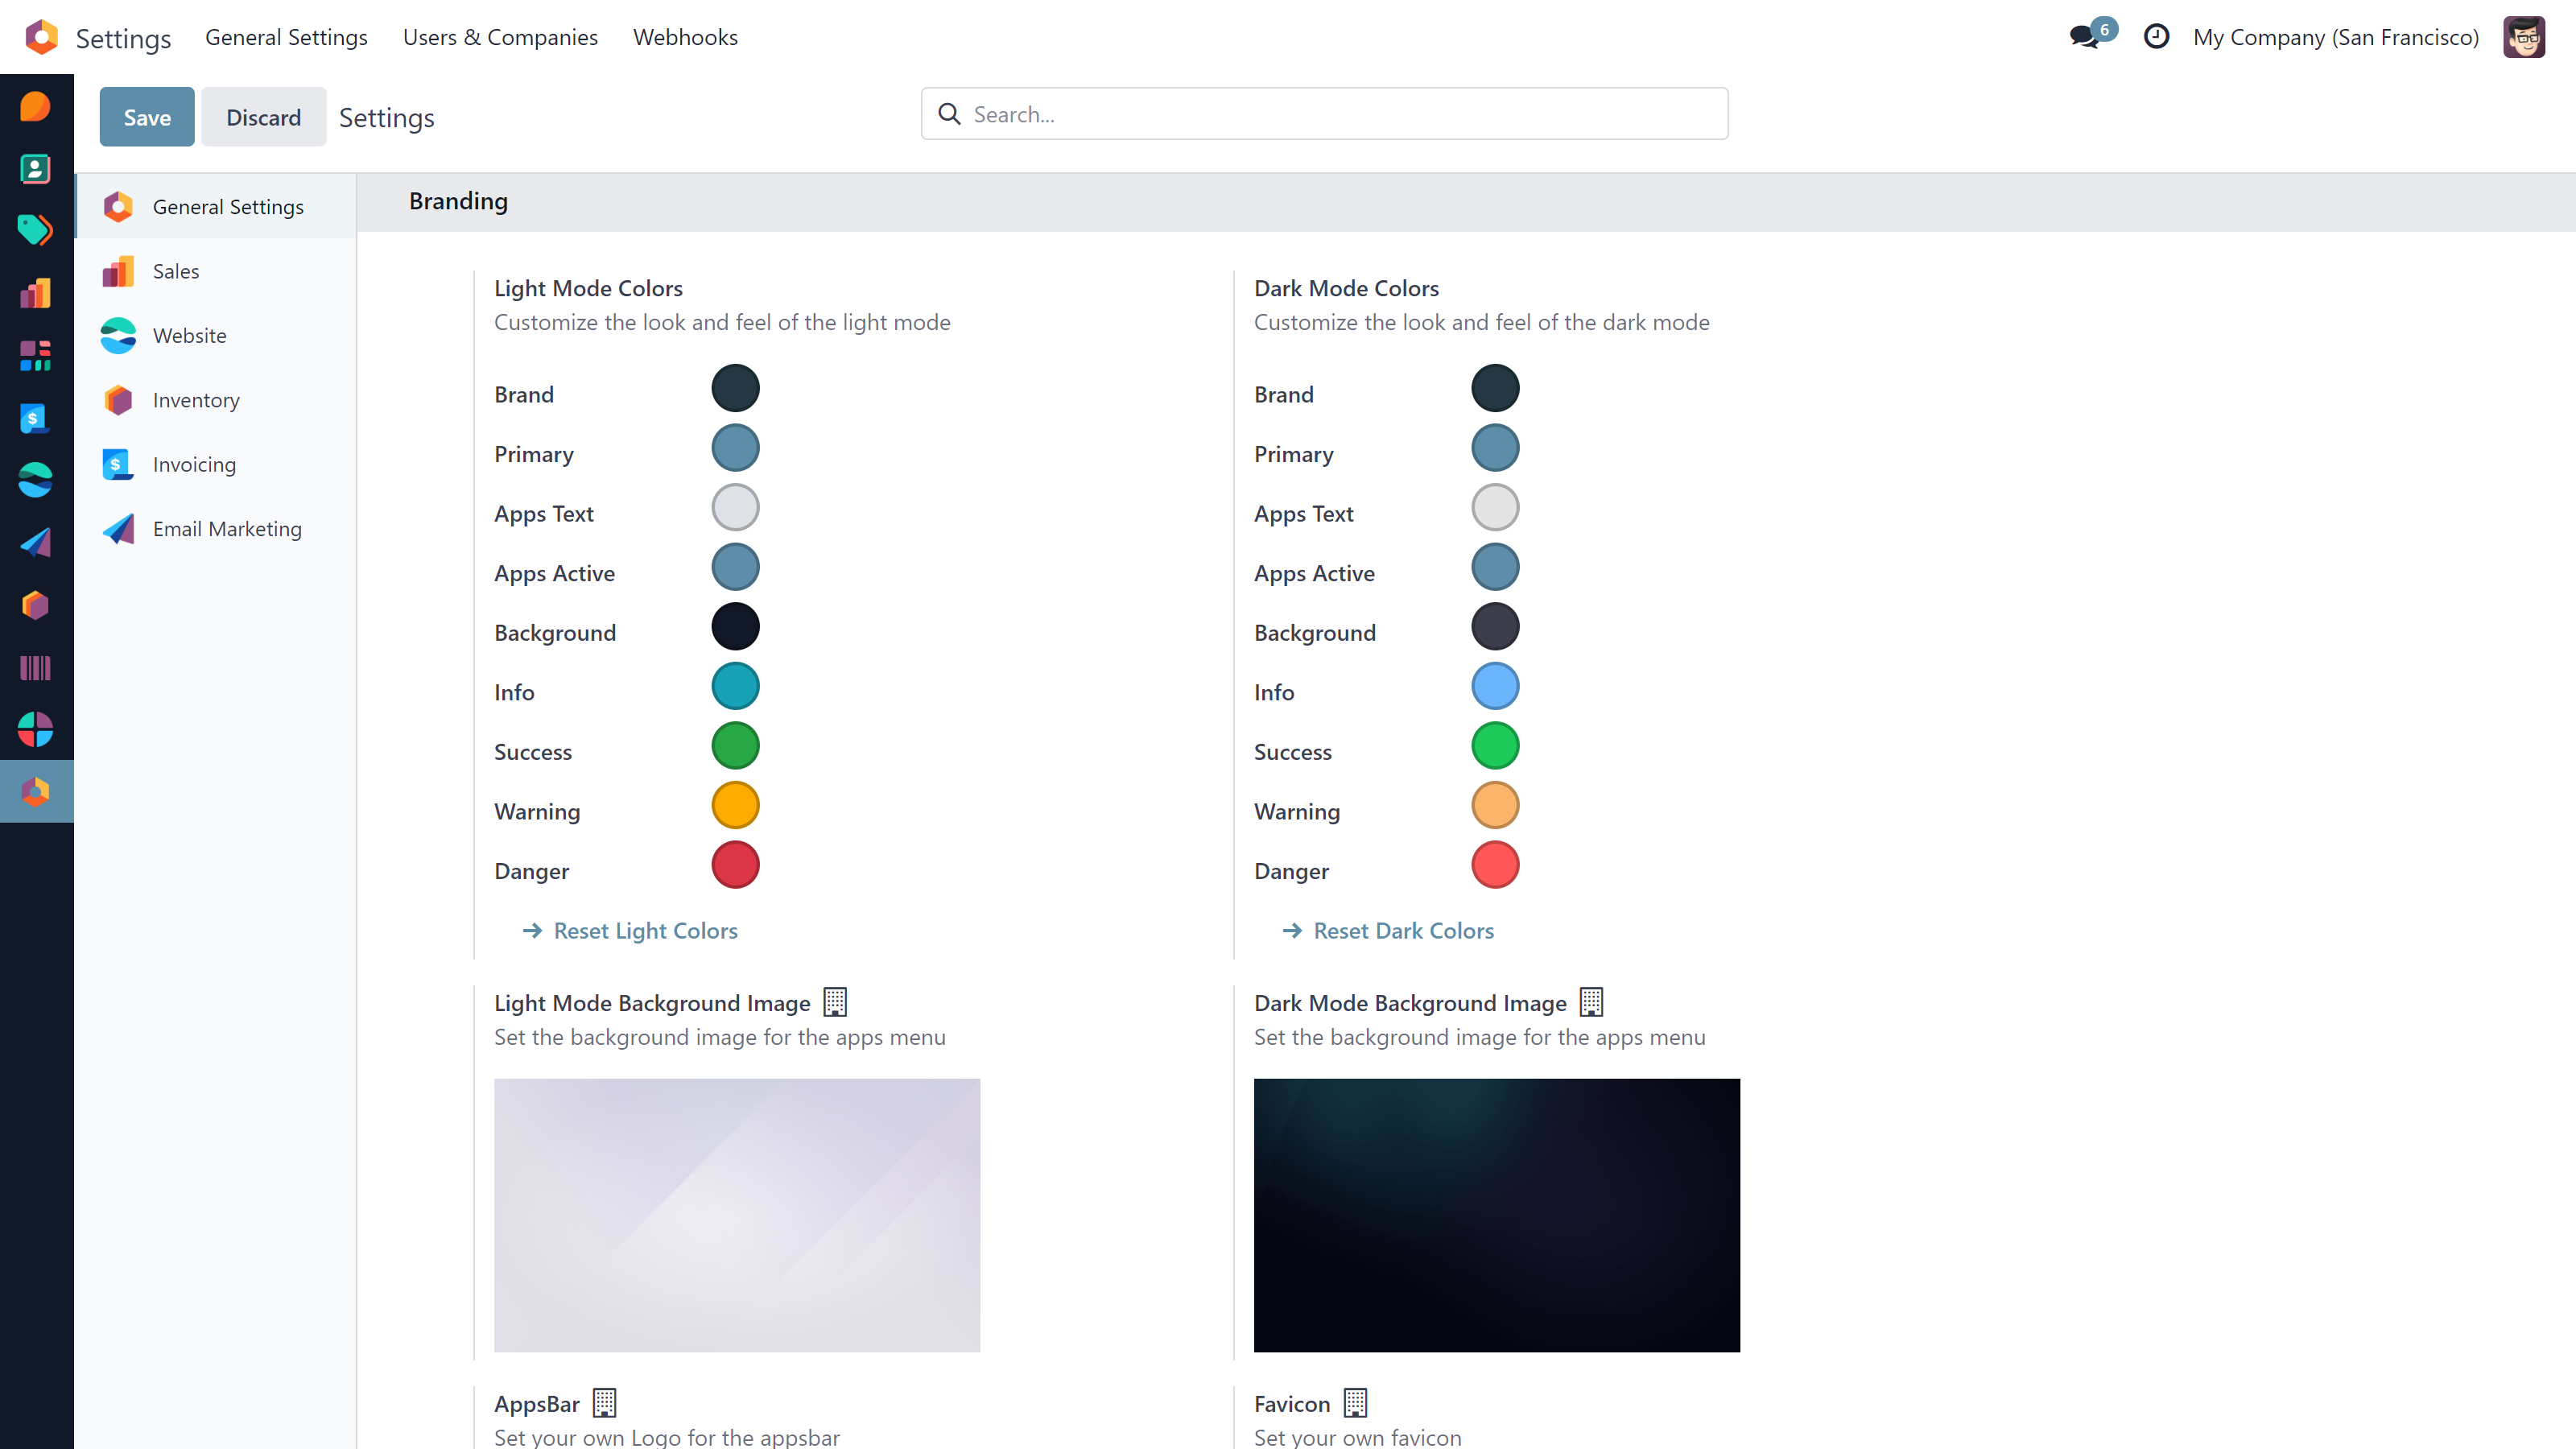 Settings
General Settings
Users & Companies
Webhooks
6
My Company (San Francisco)
Save
Discard
Settings
Search...
General Settings
Sales
Website
Inventory
Invoicing
Email Marketing
Branding
Light Mode Colors
Customize the look and feel of the light mode
Brand
Primary
Apps Text
Apps Active
Background
Info
Success
Warning
Danger
Reset Light Colors
Dark Mode Colors
Customize the look and feel of the dark mode
Brand
Primary
Apps Text
Apps Active
Background
Info
Success
Warning
Danger
Reset Dark Colors
Light Mode Background Image
Set the background image for the apps menu
Dark Mode Background Image
Set the background image for the apps menu
AppsBar
Set your own Logo for the appsbar
Favicon
Set your own favicon